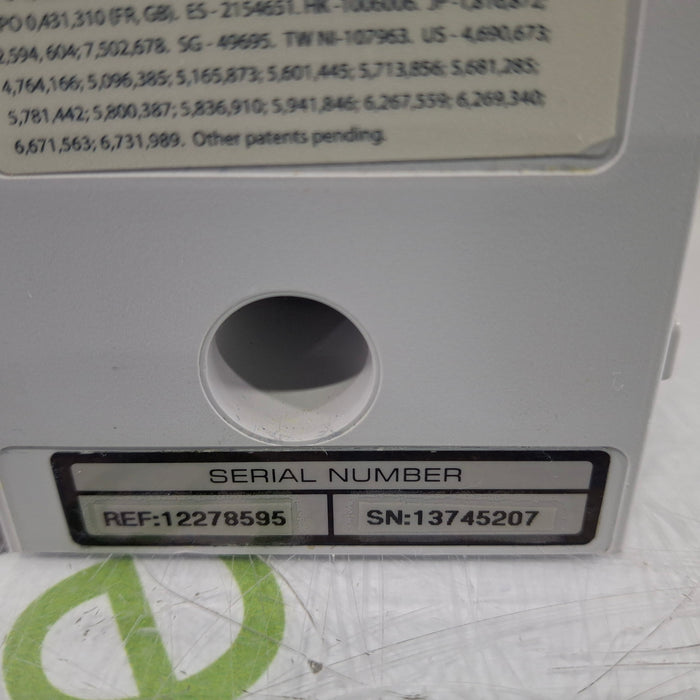 PO 0,431,310 (FR, GB). ES - 2154651. HK -1006006. JP -1,810,872;
2,594,604; 7,502,678. SG - 49695. TW NI-107963. US - 4,690,673;
4,764,166; 5,096,385; 5,165,873; 5,601,445; 5,713,856; 5,681,285;
5,781,442; 5,800,387; 5,836,910; 5,941,846; 6,267,559; 6,269,340;
6,671,563; 6,731,989. Other patents pending.
SERIAL NUMBER
REF:12278595 SN:13745207
e